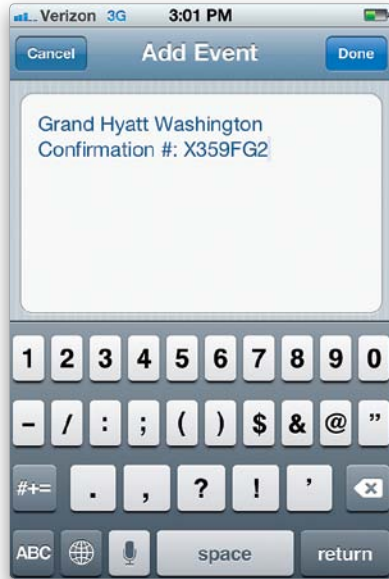 Verizon 3G 3:01 PM
Cancel Add Event Done
Grand Hyatt Washington
Confirmation #: X359FG2
1 2 3 4 5 6 7 8 9 0
- / : ; ( ) $ & @ "
#+= . , ? ! '
ABC space return